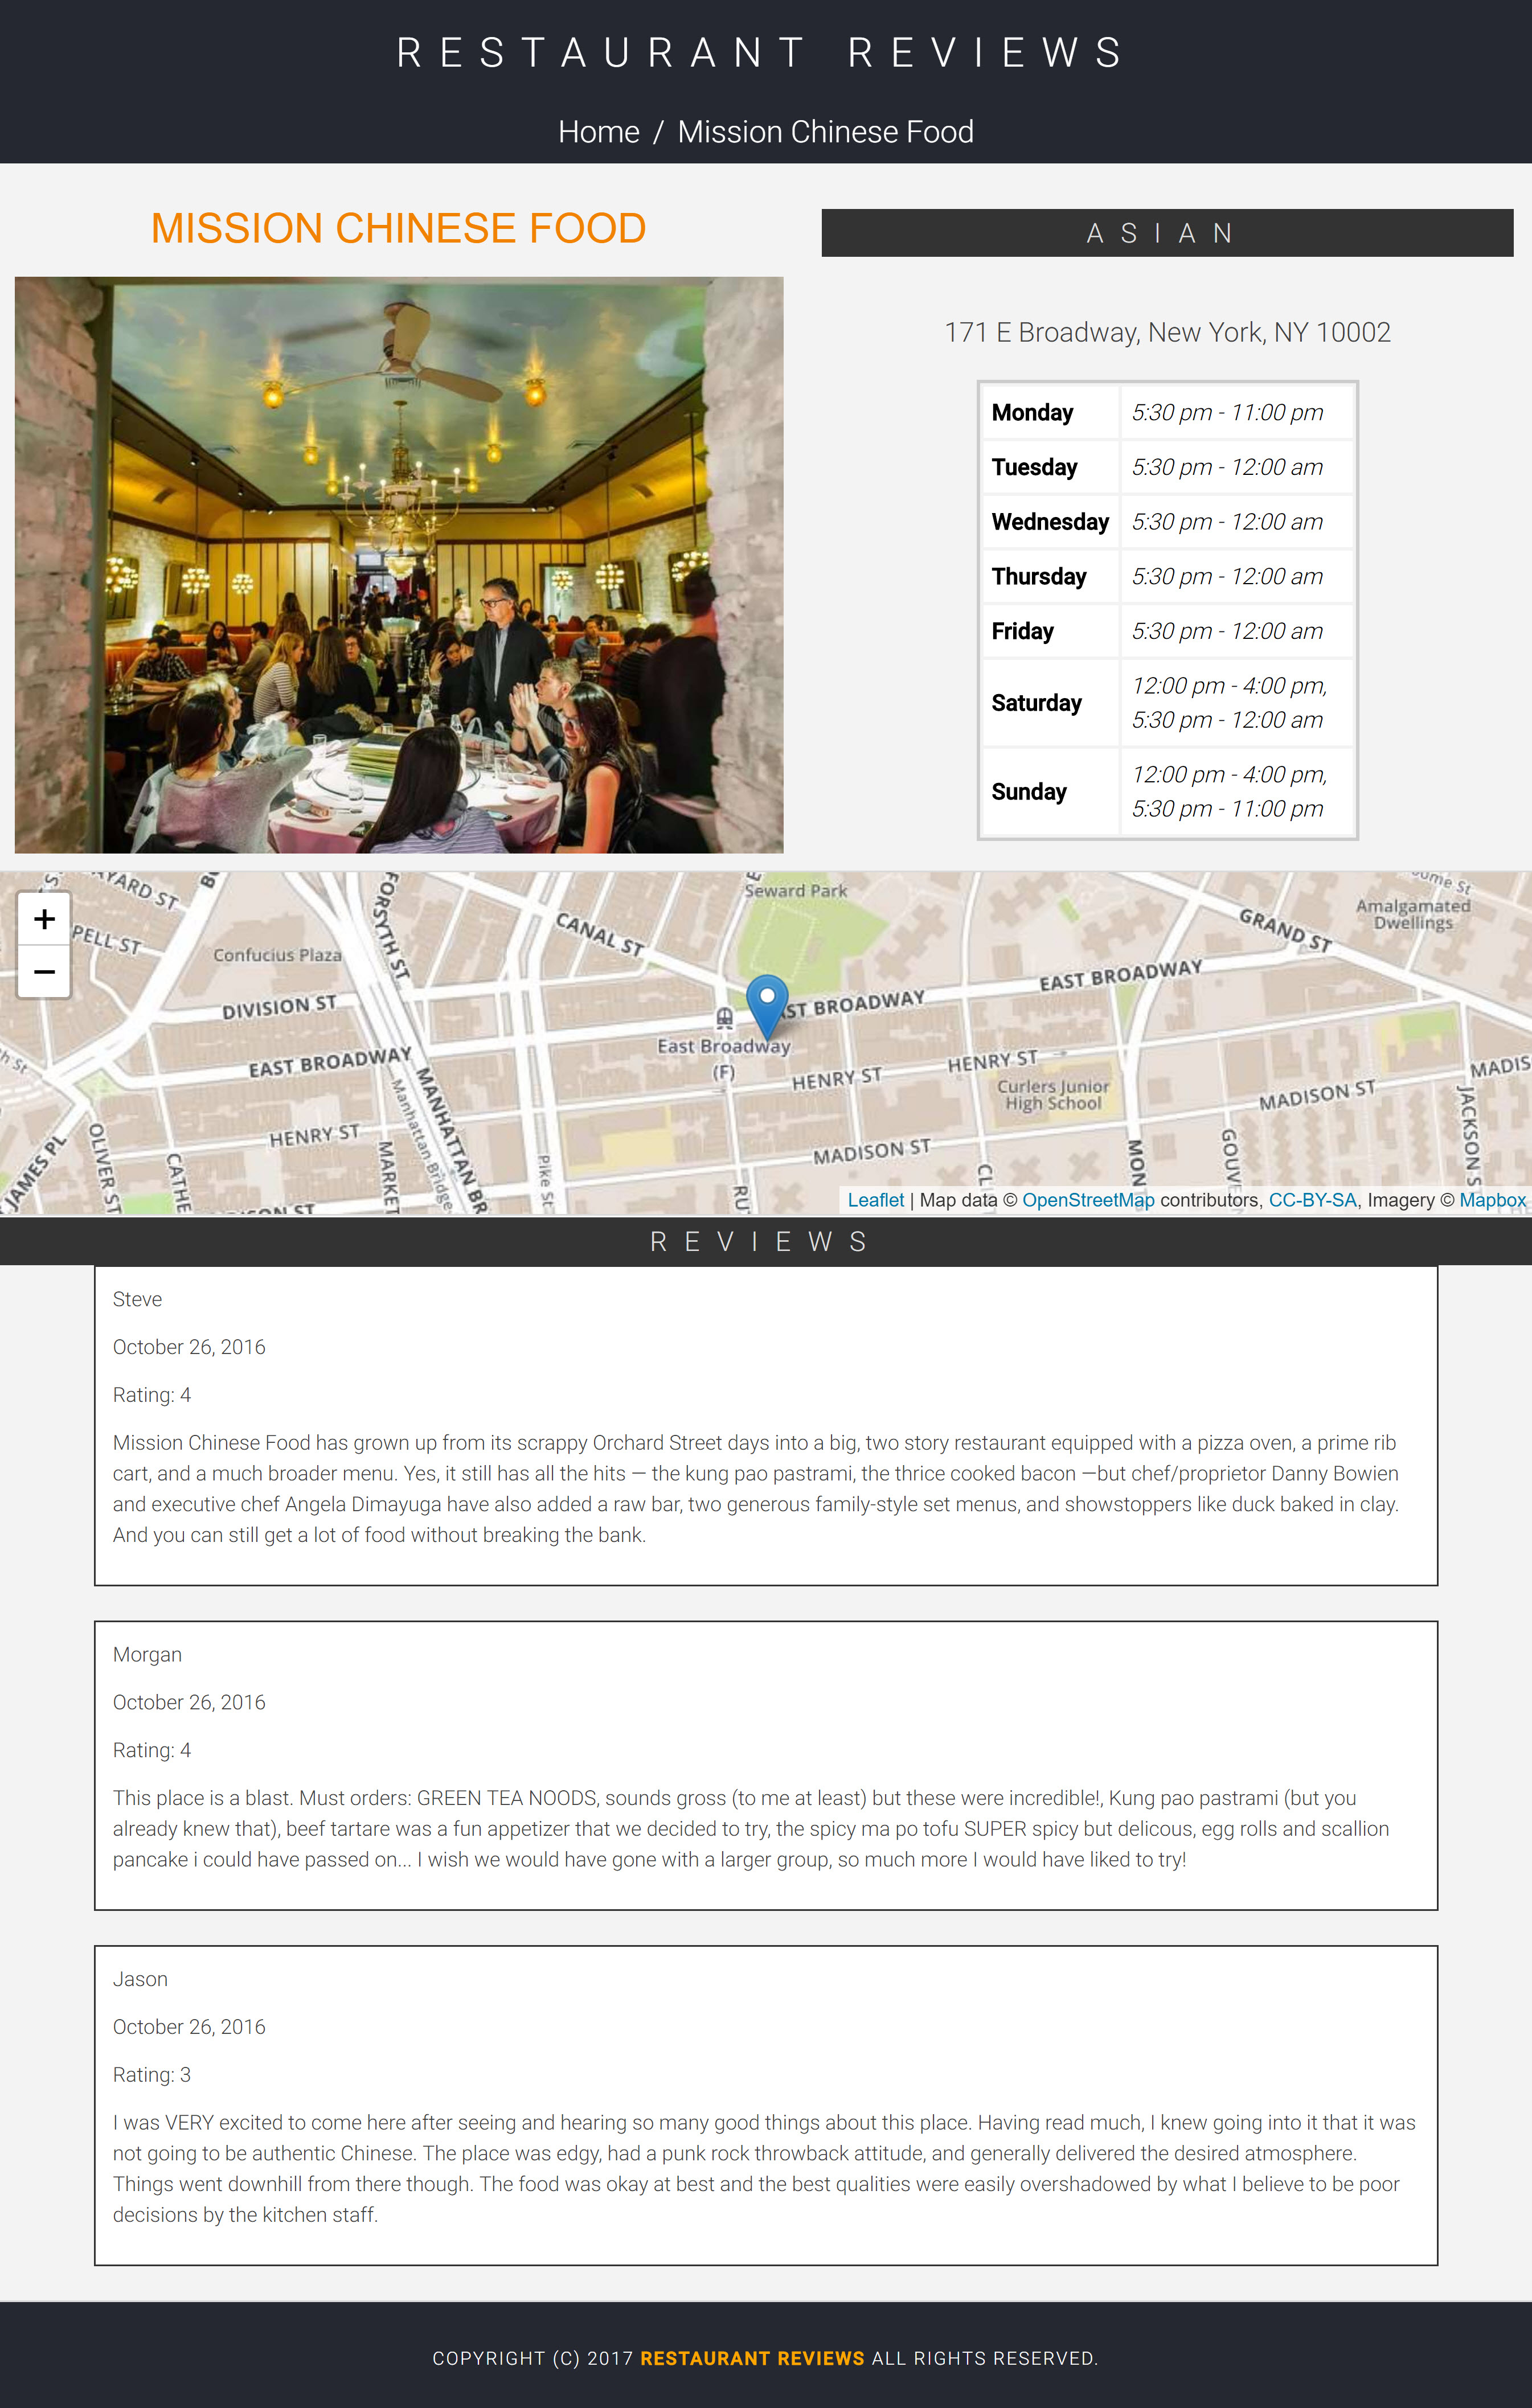 RESTAURANT REVIEWS
Home / Mission Chinese Food
MISSION CHINESE FOOD
ASIAN
171 E Broadway, New York, NY 10002
Monday 5:30 pm - 11:00 pm
Tuesday 5:30 pm - 12:00 am
Wednesday 5:30 pm - 12:00 am
Thursday 5:30 pm - 12:00 am
Friday 5:30 pm - 12:00 am
Saturday 12:00 pm - 4:00 pm,
5:30 pm - 12:00 am
Sunday 12:00 pm - 4:00 pm,
5:30 pm - 11:00 pm
+
−
YARD ST
PELL ST
Confucius Plaza
FORSYTH ST
CANAL ST
Seward Park
GRAND ST
Amalgamated
Dwellings
DIVISION ST
EAST BROADWAY
EAST BROADWAY
ST BROADWAY
East Broadway
(F)
HENRY ST
HENRY ST
HENRY ST
Curlers Junior
High School
MADISON ST
MADISON ST
MADIS
JACKSON S
JAMES PL
OLIVER ST
CATHE
MARKET
Manhattan Bridge
MANHATTAN BR
Pike St
RU
CL
MON
GOUV
SON ST
Leaflet | Map data © OpenStreetMap contributors, CC-BY-SA, Imagery © Mapbox
REVIEWS
Steve
October 26, 2016
Rating: 4
Mission Chinese Food has grown up from its scrappy Orchard Street days into a big, two story restaurant equipped with a pizza oven, a prime rib
cart, and a much broader menu. Yes, it still has all the hits — the kung pao pastrami, the thrice cooked bacon —but chef/proprietor Danny Bowien
and executive chef Angela Dimayuga have also added a raw bar, two generous family-style set menus, and showstoppers like duck baked in clay.
And you can still get a lot of food without breaking the bank.
Morgan
October 26, 2016
Rating: 4
This place is a blast. Must orders: GREEN TEA NOODS, sounds gross (to me at least) but these were incredible!, Kung pao pastrami (but you
already knew that), beef tartare was a fun appetizer that we decided to try, the spicy ma po tofu SUPER spicy but delicous, egg rolls and scallion
pancake i could have passed on... I wish we would have gone with a larger group, so much more I would have liked to try!
Jason
October 26, 2016
Rating: 3
I was VERY excited to come here after seeing and hearing so many good things about this place. Having read much, I knew going into it that it was
not going to be authentic Chinese. The place was edgy, had a punk rock throwback attitude, and generally delivered the desired atmosphere.
Things went downhill from there though. The food was okay at best and the best qualities were easily overshadowed by what I believe to be poor
decisions by the kitchen staff.
COPYRIGHT (C) 2017 RESTAURANT REVIEWS ALL RIGHTS RESERVED.